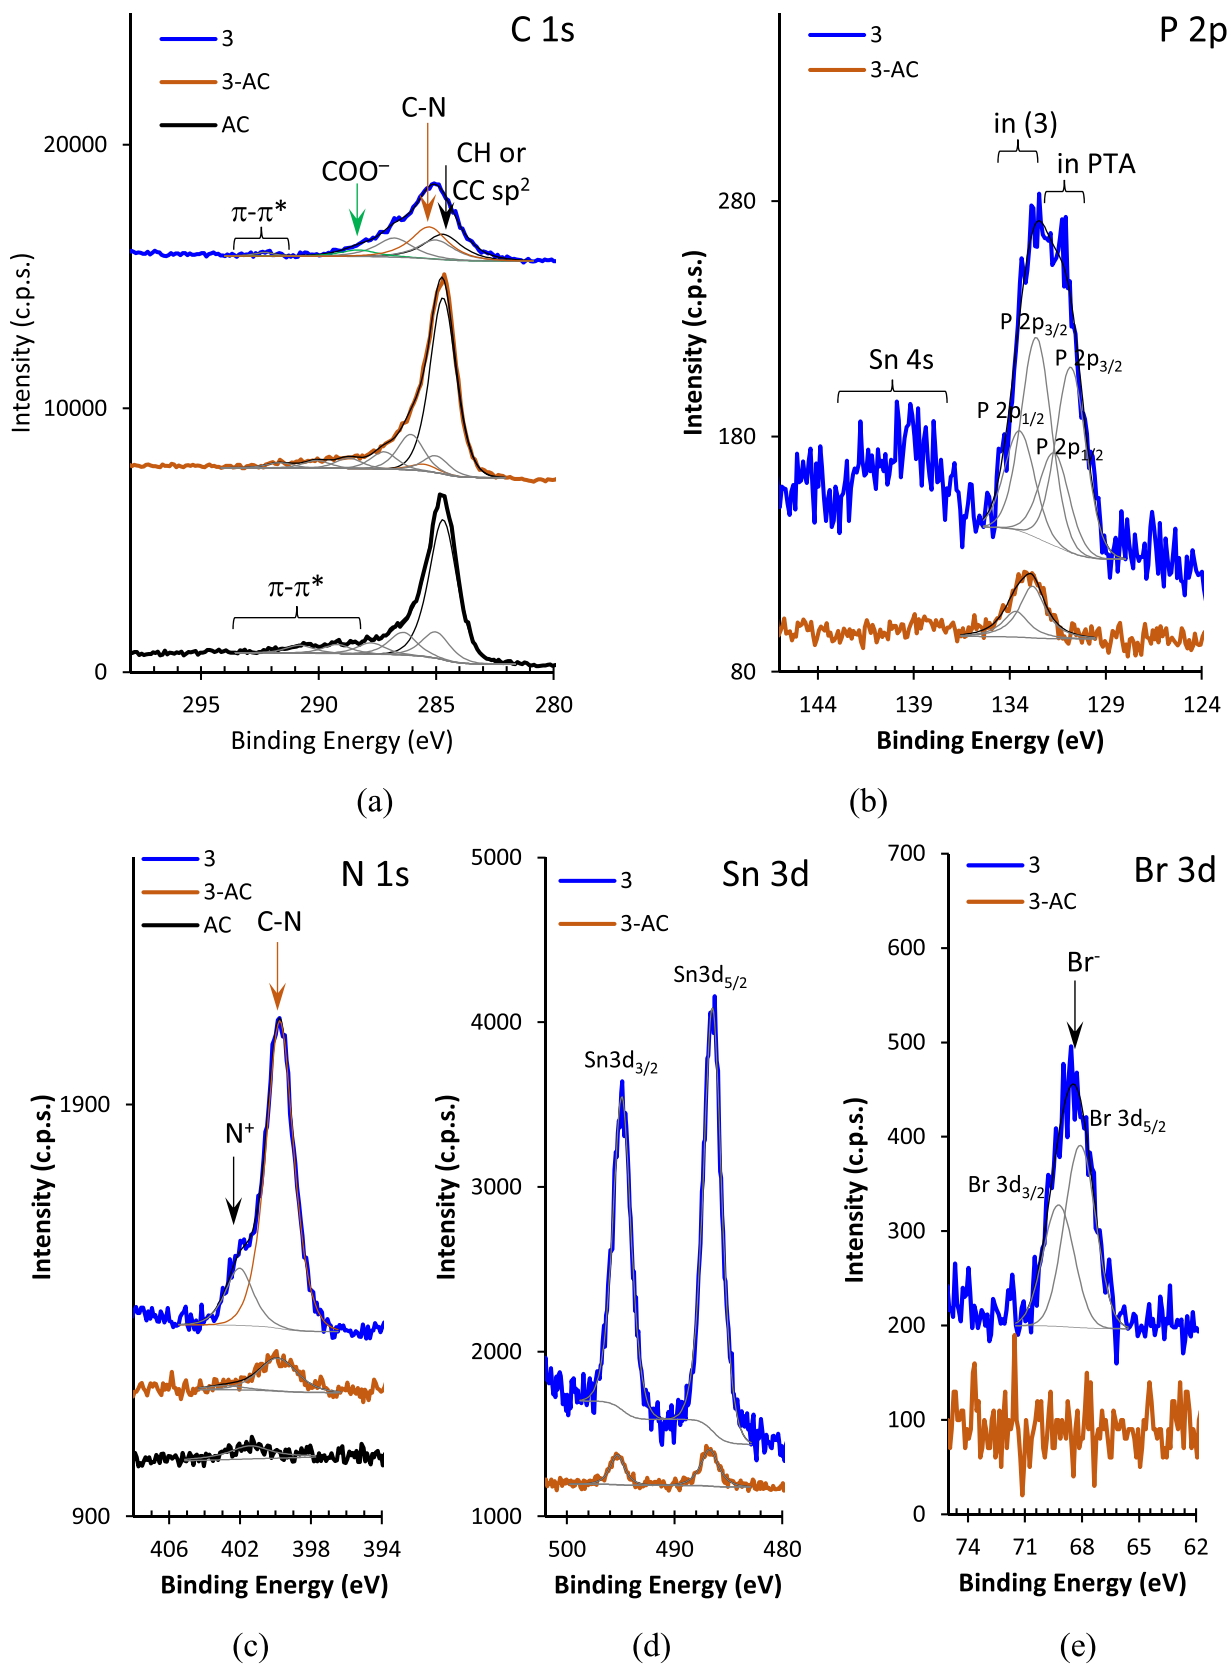 C 1s
3
3-AC
AC
C-N
CH or
CC sp2
COO−
π-π*
π-π*
20000
10000
0
Intensity (c.p.s.)
295 290 285 280
Binding Energy (eV)
(a)
P 2p
3
3-AC
in (3)
in PTA
P 2p3/2
P 2p3/2
Sn 4s
P 2p1/2
P 2p1/2
280
180
80
Intensity (c.p.s.)
144 139 134 129 124
Binding Energy (eV)
(b)
N 1s
3
3-AC
AC
C-N
N+
1900
900
Intensity (c.p.s.)
406 402 398 394
Binding Energy (eV)
(c)
Sn 3d
3
3-AC
Sn3d5/2
Sn3d3/2
5000
4000
3000
2000
1000
Intensity (c.p.s.)
500 490 480
Binding Energy (eV)
(d)
Br 3d
3
3-AC
Br-
Br 3d5/2
Br 3d3/2
700
600
500
400
300
200
100
0
Intensity (c.p.s.)
74 71 68 65 62
Binding Energy (eV)
(e)